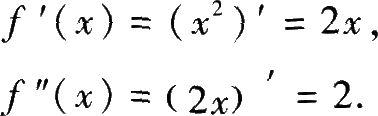 f ′(x) = (x²)′ = 2x,
f ″(x) = (2x)′ = 2.